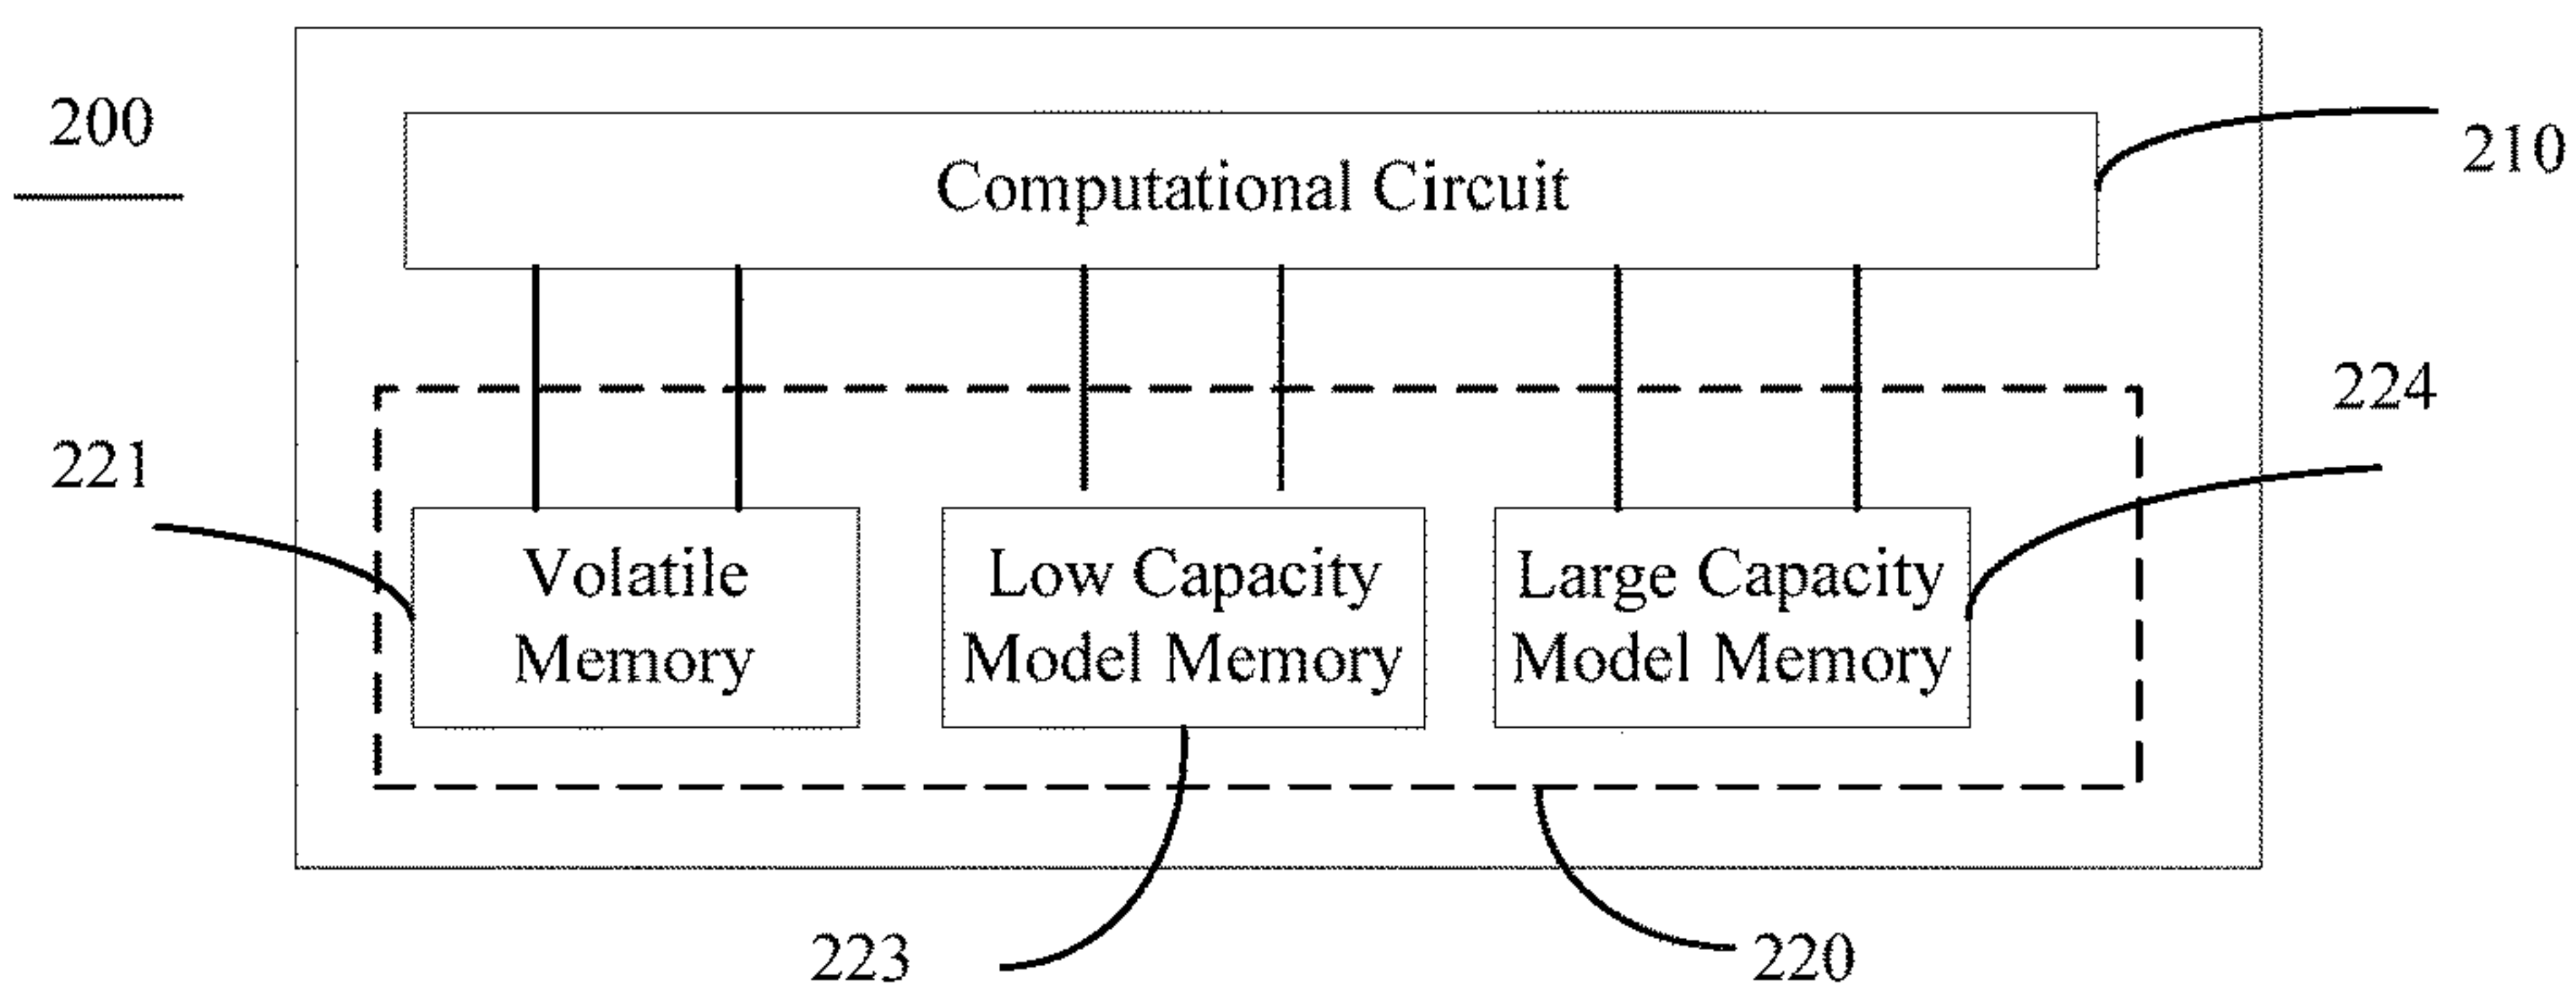 200
Computational Circuit
210
224
221
Volatile
Memory
Low Capacity
Model Memory
Large Capacity
Model Memory
223
220